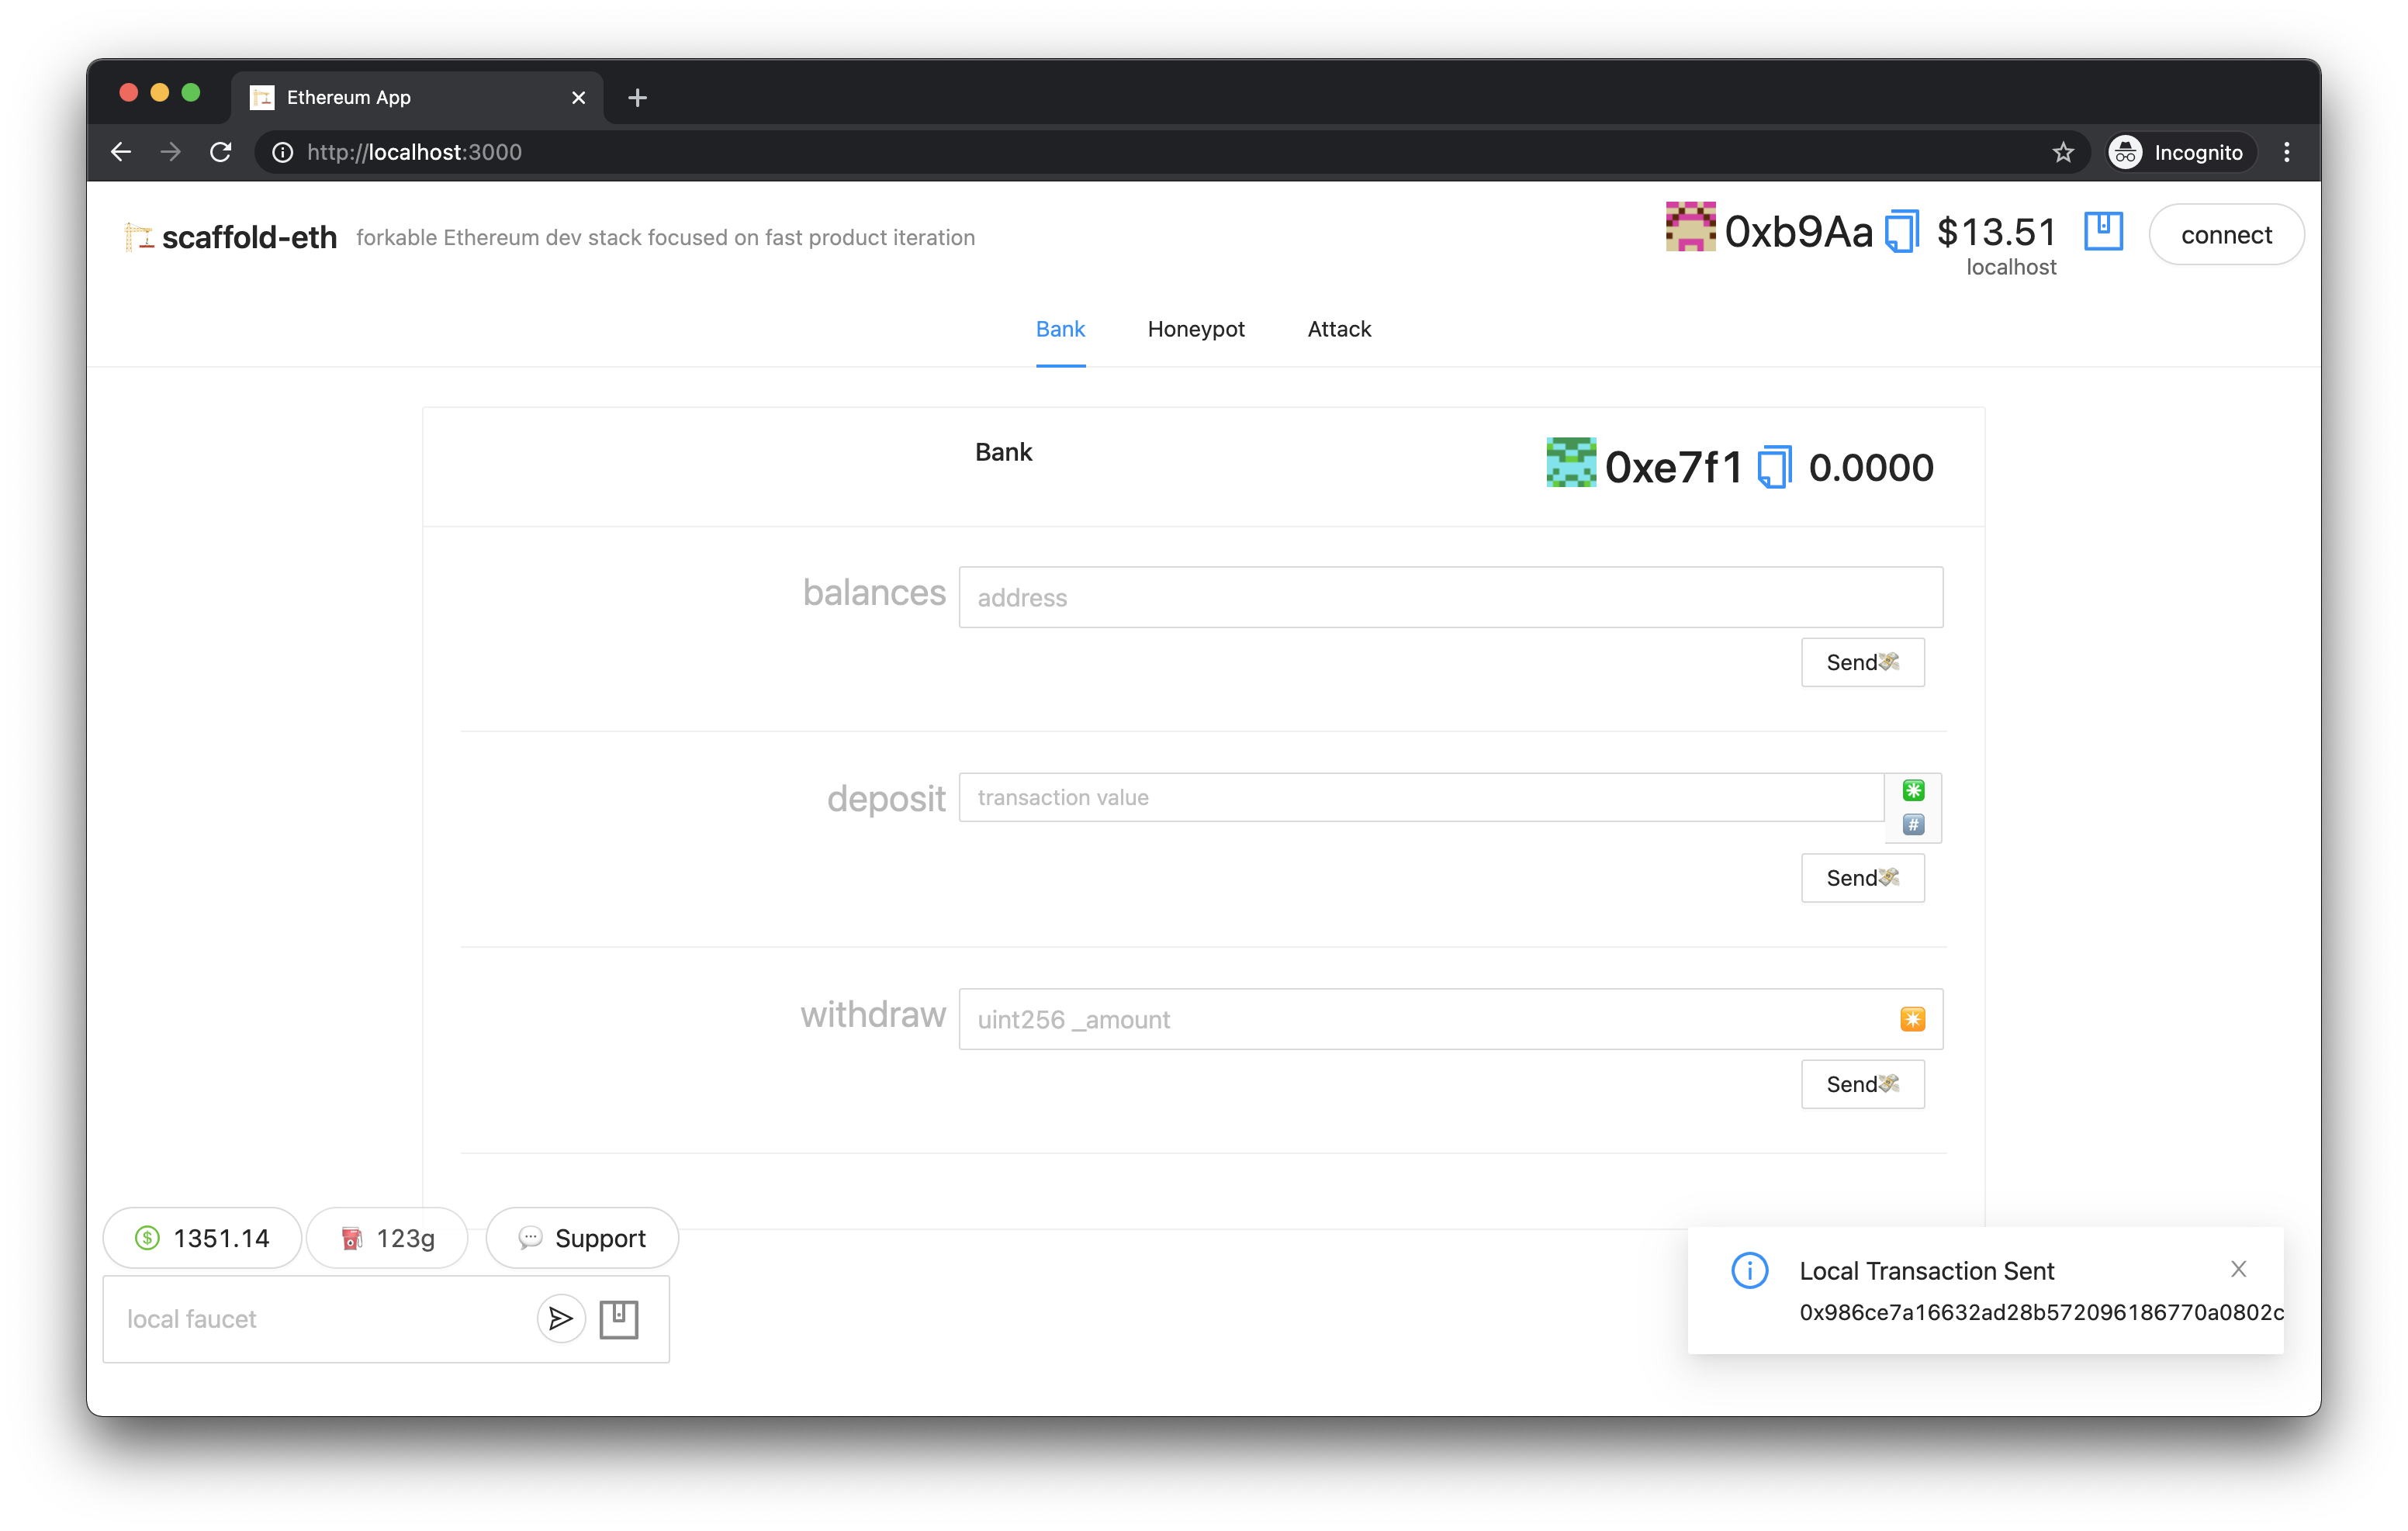 Ethereum App
http://localhost:3000
Incognito
scaffold-eth forkable Ethereum dev stack focused on fast product iteration
0xb9Aa $13.51
localhost
connect
Bank Honeypot Attack
Bank
0xe7f1 0.0000
balances address
Send
deposit transaction value
#
Send
withdraw uint256 _amount
Send
1351.14 123g Support
local faucet
Local Transaction Sent
0x986ce7a16632ad28b572096186770a0802c